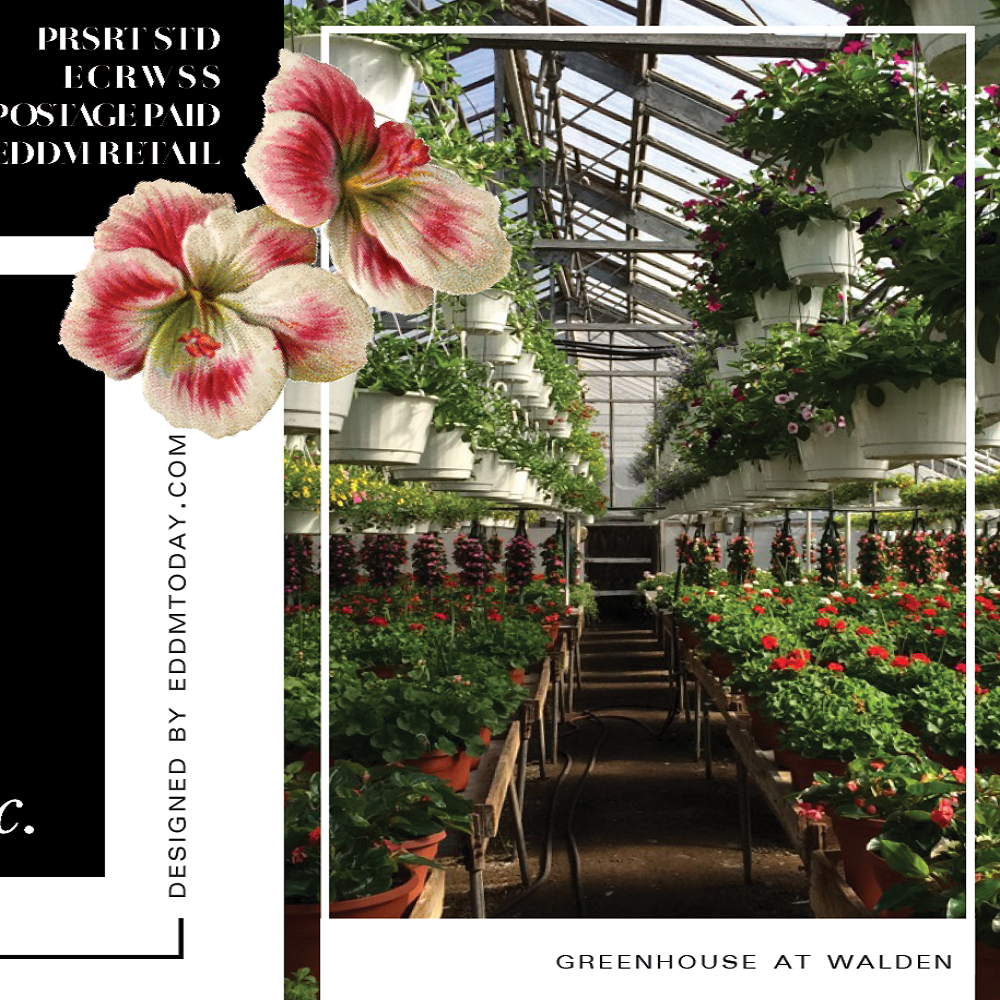 PRSRT STD
ECRWSS
POSTAGE PAID
EDDM RETAIL
DESIGNED BY EDDMTODAY.COM
c.
GREENHOUSE AT WALDEN